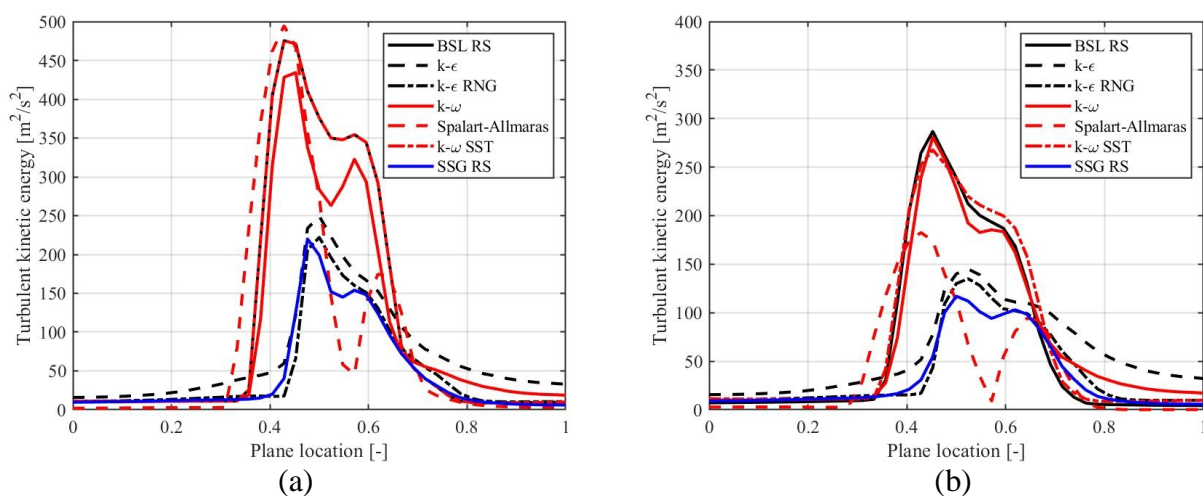 Turbulent kinetic energy [m²/s²]
500
450
400
350
300
250
200
150
100
50
0
0
0.2
0.4
0.6
0.8
1
Plane location [-]
BSL RS
k-ϵ
k-ϵ RNG
k-ω
Spalart-Allmaras
k-ω SST
SSG RS
(a)
Turbulent kinetic energy [m²/s²]
400
350
300
250
200
150
100
50
0
0
0.2
0.4
0.6
0.8
1
Plane location [-]
BSL RS
k-ϵ
k-ϵ RNG
k-ω
Spalart-Allmaras
k-ω SST
SSG RS
(b)